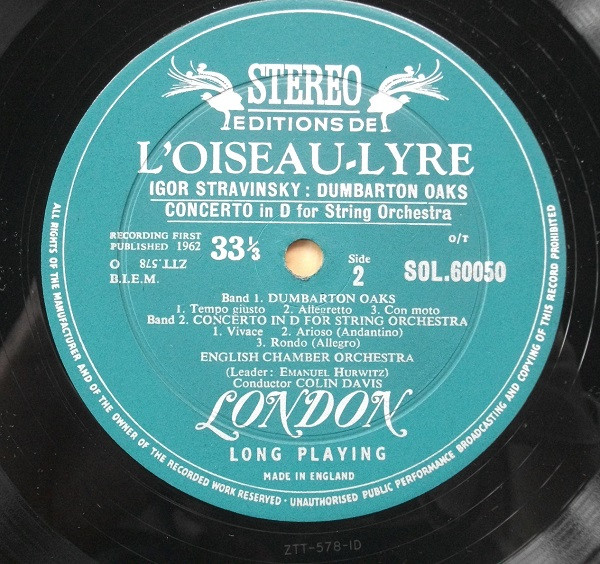 STEREO
EDITIONS DE
L'OISEAU-LYRE
IGOR STRAVINSKY : DUMBARTON OAKS
CONCERTO in D for String Orchestra
RECORDING FIRST
PUBLISHED 1962
33⅓
O/T
ZTT.578 O
B.I.E.M.
Side
2
SOL.60050
Band 1. DUMBARTON OAKS
1. Tempo giusto 2. Allegretto 3. Con moto
Band 2. CONCERTO IN D FOR STRING ORCHESTRA
1. Vivace 2. Arioso (Andantino)
3. Rondo (Allegro)
ENGLISH CHAMBER ORCHESTRA
(Leader: EMANUEL HURWITZ)
Conductor COLIN DAVIS
LONDON
LONG PLAYING
MADE IN ENGLAND
ALL RIGHTS OF THE MANUFACTURER AND OF THE OWNER OF THE RECORDED WORK RESERVED - UNAUTHORISED PUBLIC PERFORMANCE BROADCASTING AND COPYING OF THIS RECORD PROHIBITED
ZTT-578-1D